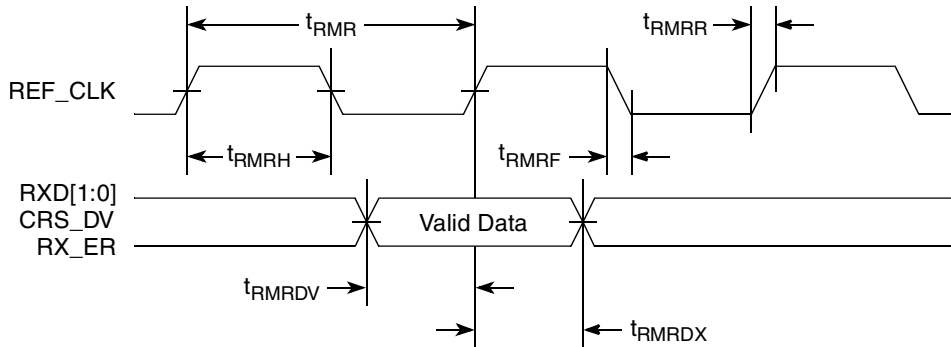 tRMR
tRMRR
REF_CLK
tRMRH
tRMRF
RXD[1:0]
CRS_DV
RX_ER
Valid Data
tRMRDV
tRMRDX